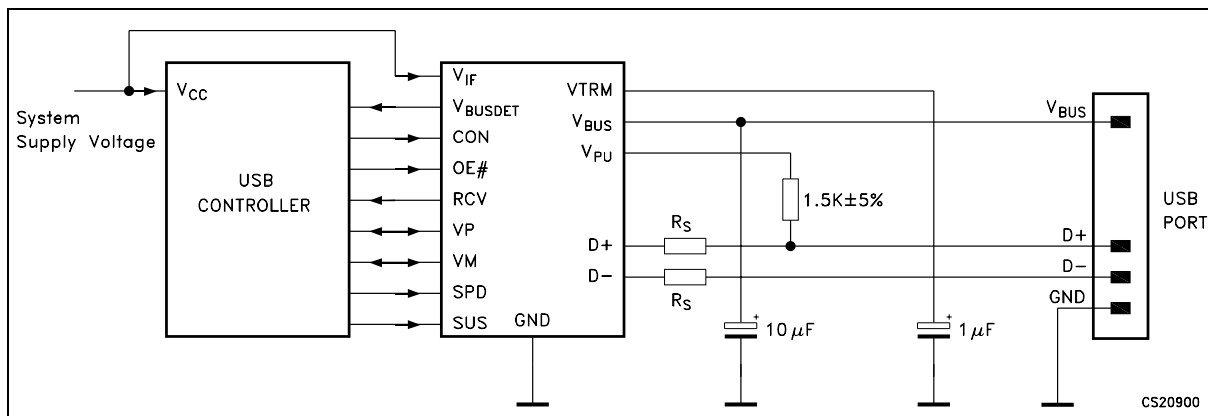 System
Supply Voltage
VCC
USB
CONTROLLER
VIF
VBUSDET
CON
OE#
RCV
VP
VM
SPD
SUS
GND
VTRM
VBUS
VPU
D+
D-
RS
RS
1.5K±5%
10μF
+
1μF
+
VBUS
D+
D-
GND
USB
PORT
CS20900